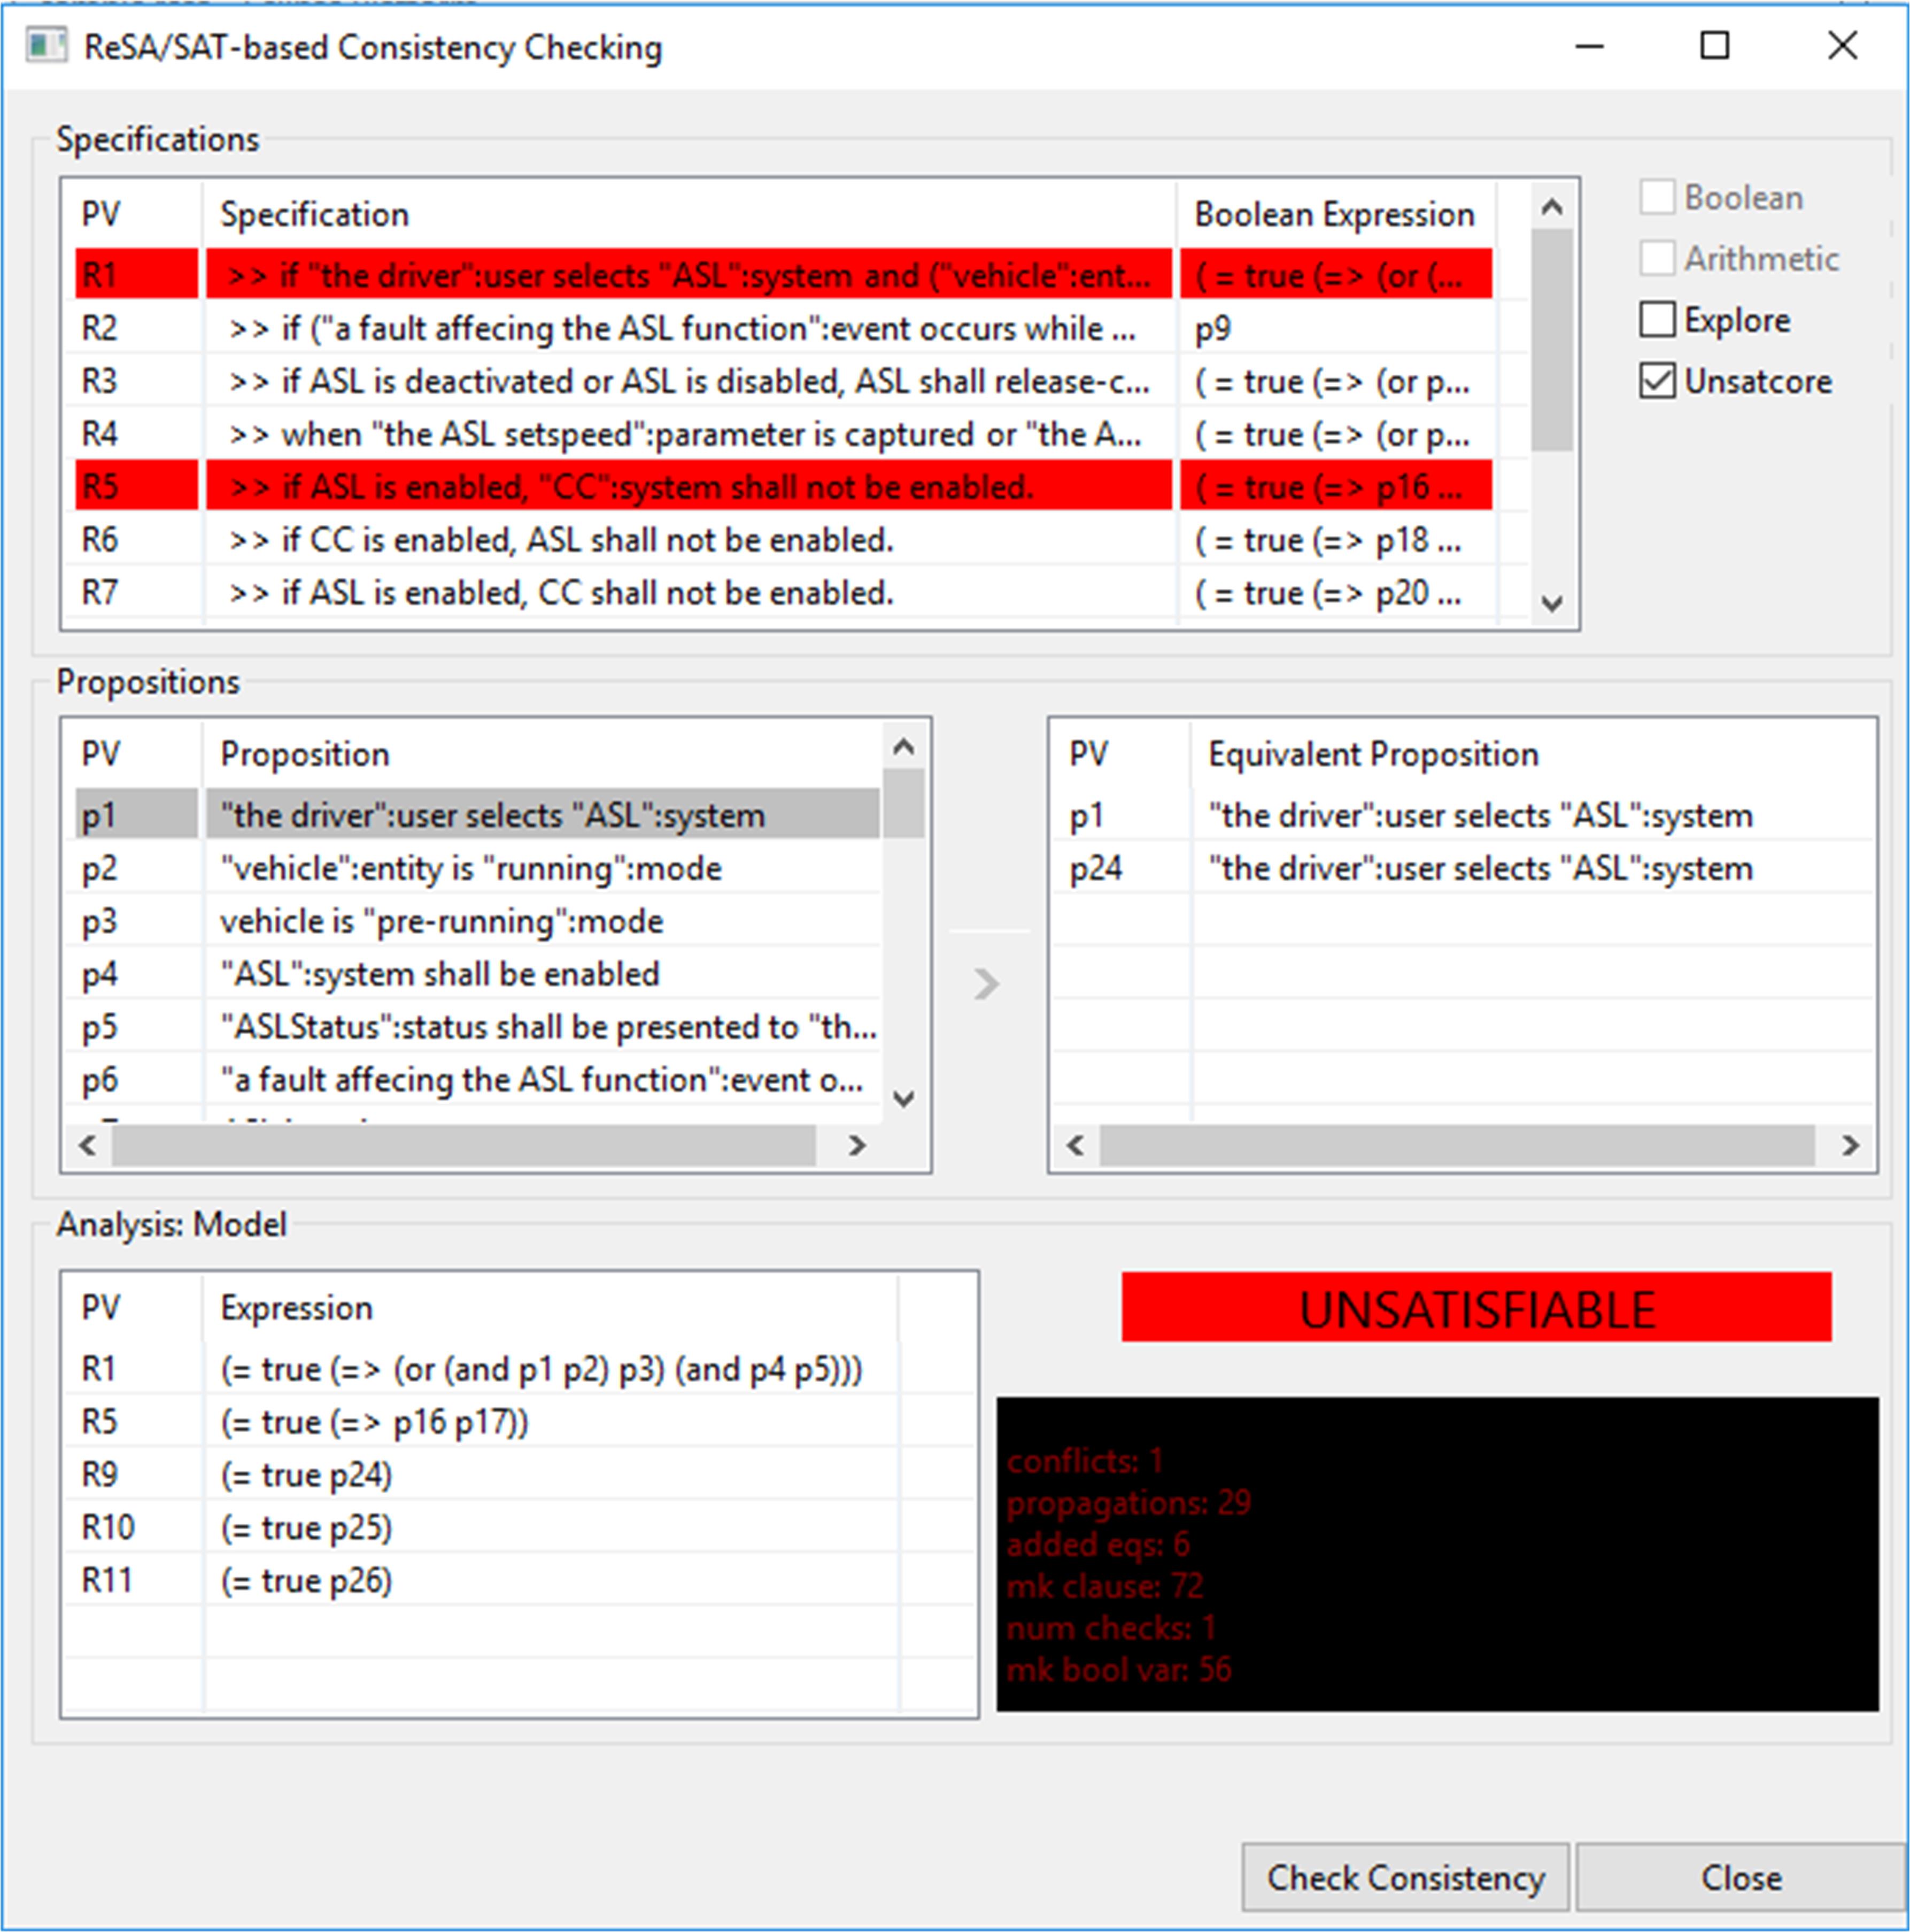 ReSA/SAT-based Consistency Checking
Specifications
PV Specification Boolean Expression
R1 >> if "the driver":user selects "ASL":system and ("vehicle":ent... ( = true (=> (or (...
R2 >> if ("a fault affecing the ASL function":event occurs while ... p9
R3 >> if ASL is deactivated or ASL is disabled, ASL shall release-c... ( = true (=> (or p...
R4 >> when "the ASL setspeed":parameter is captured or "the A... ( = true (=> (or p...
R5 >> if ASL is enabled, "CC":system shall not be enabled. ( = true (=> p16 ...
R6 >> if CC is enabled, ASL shall not be enabled. ( = true (=> p18 ...
R7 >> if ASL is enabled, CC shall not be enabled. ( = true (=> p20 ...
Boolean
Arithmetic
Explore
Unsatcore
Propositions
PV Proposition
p1 "the driver":user selects "ASL":system
p2 "vehicle":entity is "running":mode
p3 vehicle is "pre-running":mode
p4 "ASL":system shall be enabled
p5 "ASLStatus":status shall be presented to "th...
p6 "a fault affecing the ASL function":event o...
PV Equivalent Proposition
p1 "the driver":user selects "ASL":system
p24 "the driver":user selects "ASL":system
Analysis: Model
PV Expression
R1 (= true (=> (or (and p1 p2) p3) (and p4 p5)))
R5 (= true (=> p16 p17))
R9 (= true p24)
R10 (= true p25)
R11 (= true p26)
UNSATISFIABLE
conflicts: 1
propagations: 29
added eqs: 6
mk clause: 72
num checks: 1
mk bool var: 56
Check Consistency
Close